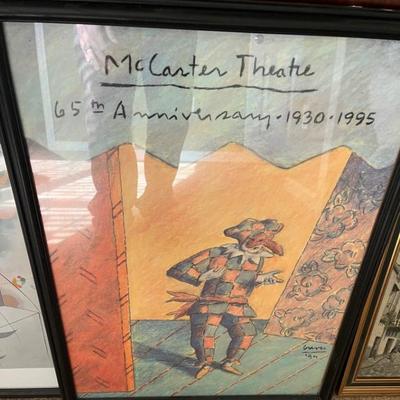 McCarter Theatre
65th Anniversary · 1930 · 1995